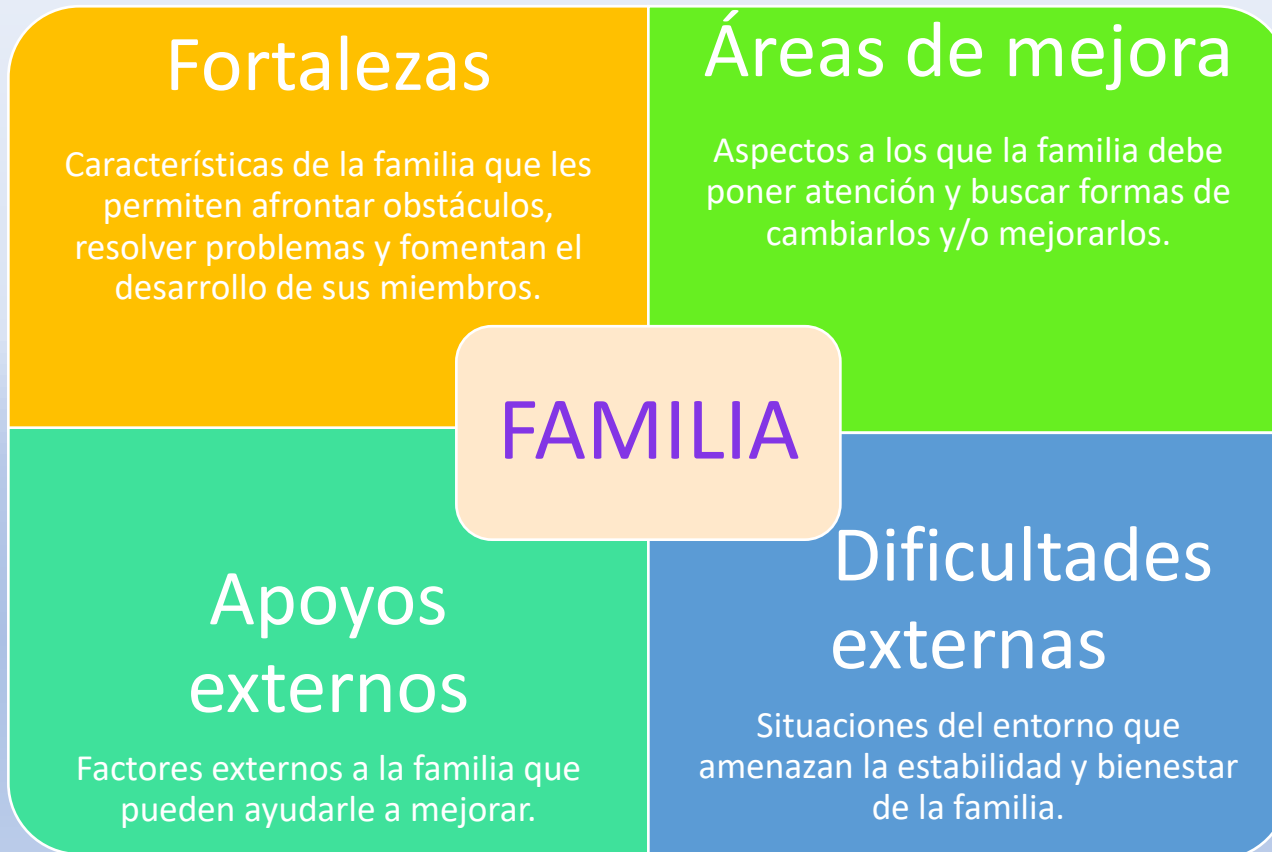 Fortalezas
Características de la familia que les
permiten afrontar obstáculos,
resolver problemas y fomentan el
desarrollo de sus miembros.
Áreas de mejora
Aspectos a los que la familia debe
poner atención y buscar formas de
cambiarlos y/o mejorarlos.
FAMILIA
Apoyos
externos
Factores externos a la familia que
pueden ayudarle a mejorar.
Dificultades
externas
Situaciones del entorno que
amenazan la estabilidad y bienestar
de la familia.